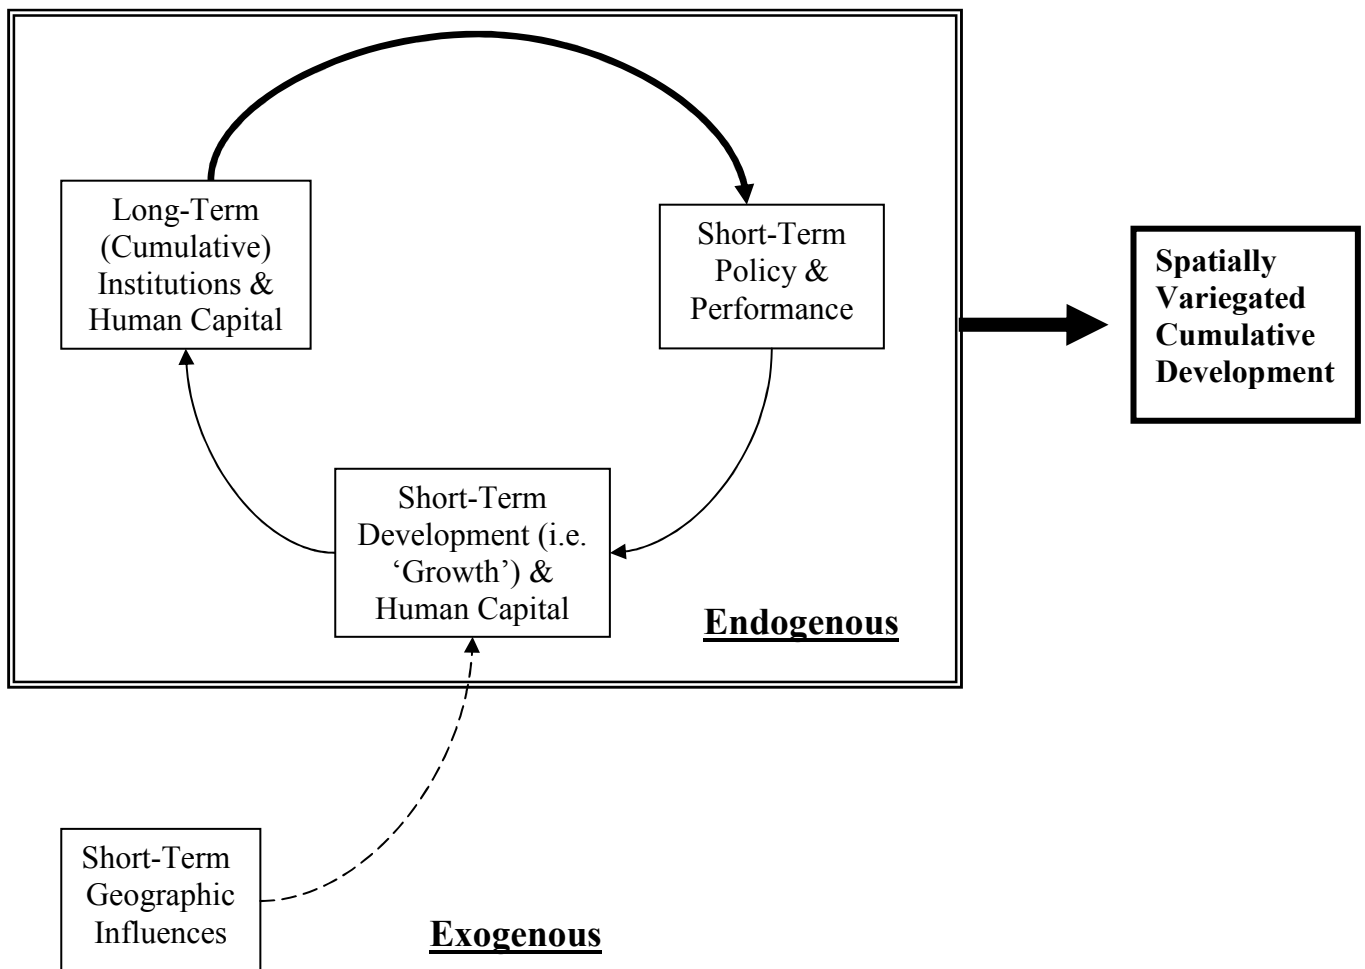 Long-Term
(Cumulative)
Institutions &
Human Capital
Short-Term
Policy &
Performance
Spatially
Variegated
Cumulative
Development
Short-Term
Development (i.e.
‘Growth’) &
Human Capital
Endogenous
Short-Term
Geographic
Influences
Exogenous